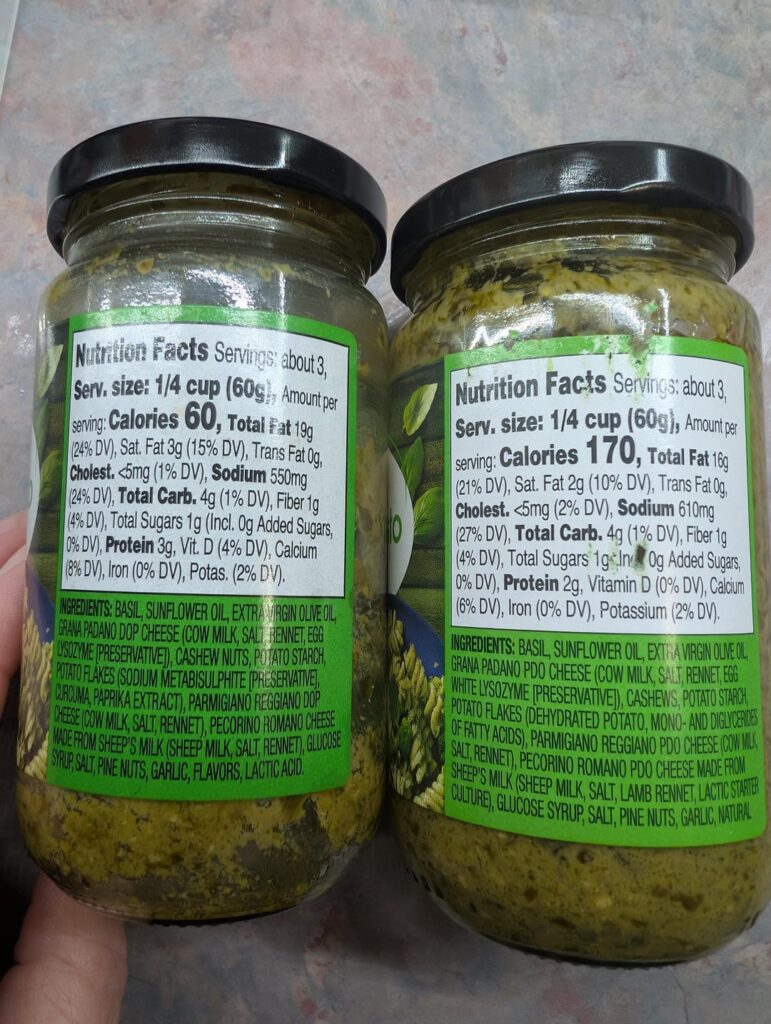 Nutrition Facts Servings: about 3,
Serv. size: 1/4 cup (60g), Amount per
serving: Calories 60, Total Fat 19g
(24% DV), Sat. Fat 3g (15% DV), Trans Fat 0g,
Cholest. <5mg (1% DV), Sodium 550mg
(24% DV), Total Carb. 4g (1% DV), Fiber 1g
(4% DV), Total Sugars 1g (Incl. 0g Added Sugars,
0% DV), Protein 3g, Vit. D (4% DV), Calcium
(8% DV), Iron (0% DV), Potas. (2% DV).
INGREDIENTS: BASIL, SUNFLOWER OIL, EXTRA VIRGIN OLIVE OIL,
GRANA PADANO DOP CHEESE (COW MILK, SALT, RENNET, EGG
LYSOZYME [PRESERVATIVE]), CASHEW NUTS, POTATO STARCH,
POTATO FLAKES (SODIUM METABISULPHITE [PRESERVATIVE],
CURCUMA, PAPRIKA EXTRACT), PARMIGIANO REGGIANO DOP
CHEESE (COW MILK, SALT, RENNET), PECORINO ROMANO CHEESE
MADE FROM SHEEP'S MILK (SHEEP MILK, SALT, RENNET), GLUCOSE
SYRUP, SALT, PINE NUTS, GARLIC, FLAVORS, LACTIC ACID.
Nutrition Facts Servings: about 3,
Serv. size: 1/4 cup (60g), Amount per
serving: Calories 170, Total Fat 16g
(21% DV), Sat. Fat 2g (10% DV), Trans Fat 0g,
Cholest. <5mg (2% DV), Sodium 610mg
(27% DV), Total Carb. 4g (1% DV), Fiber 1g
(4% DV), Total Sugars 1g (Incl. 0g Added Sugars,
0% DV), Protein 2g, Vitamin D (0% DV), Calcium
(6% DV), Iron (0% DV), Potassium (2% DV).
INGREDIENTS: BASIL, SUNFLOWER OIL, EXTRA VIRGIN OLIVE OIL,
GRANA PADANO PDO CHEESE (COW MILK, SALT, RENNET, EGG
WHITE LYSOZYME [PRESERVATIVE]), CASHEWS, POTATO STARCH,
POTATO FLAKES (DEHYDRATED POTATO, MONO- AND DIGLYCERIDES
OF FATTY ACIDS), PARMIGIANO REGGIANO PDO CHEESE (COW MILK,
SALT, RENNET), PECORINO ROMANO PDO CHEESE MADE FROM
SHEEP'S MILK (SHEEP MILK, SALT, LAMB RENNET, LACTIC STARTER
CULTURE), GLUCOSE SYRUP, SALT, PINE NUTS, GARLIC, NATURAL